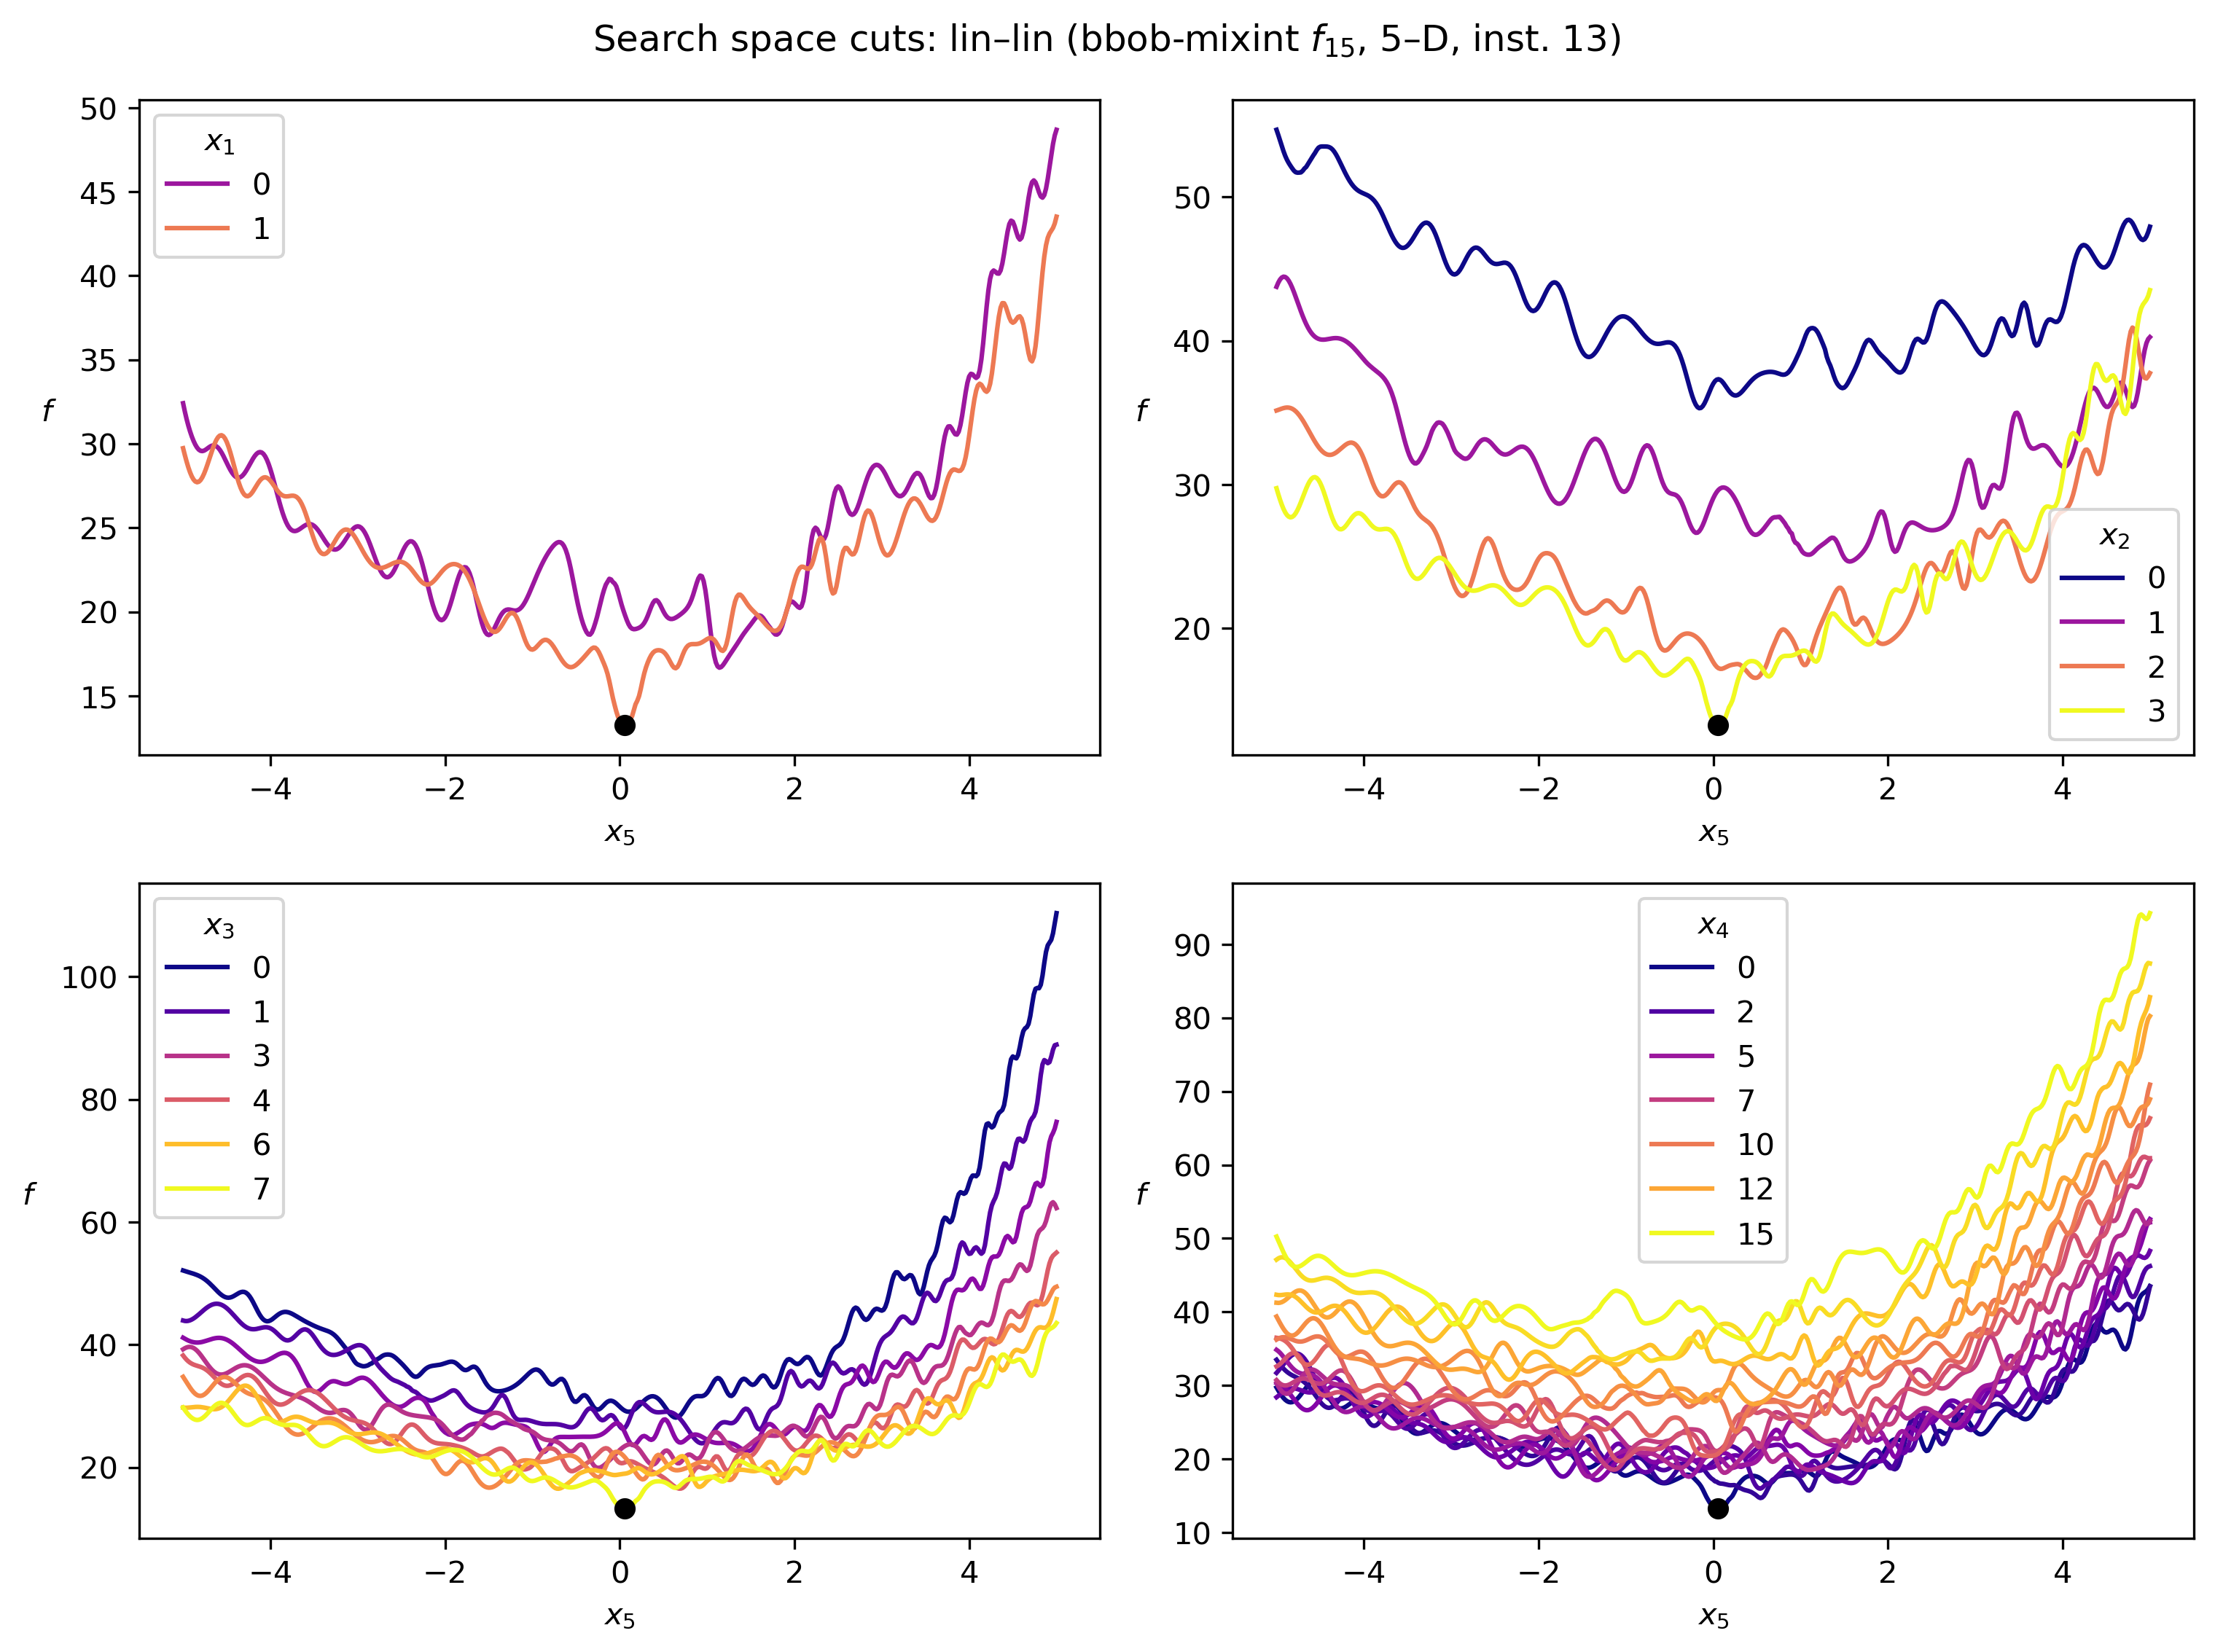 Search space cuts: lin–lin (bbob-mixint f₁₅, 5–D, inst. 13)
50
45
40
35
30
25
20
15
f
x₁
0
1
−4 −2 0 2 4
x₅
50
40
30
20
f
x₂
0
1
2
3
−4 −2 0 2 4
x₅
100
80
60
40
20
f
x₃
0
1
3
4
6
7
−4 −2 0 2 4
x₅
90
80
70
60
50
40
30
20
10
f
x₄
0
2
5
7
10
12
15
−4 −2 0 2 4
x₅